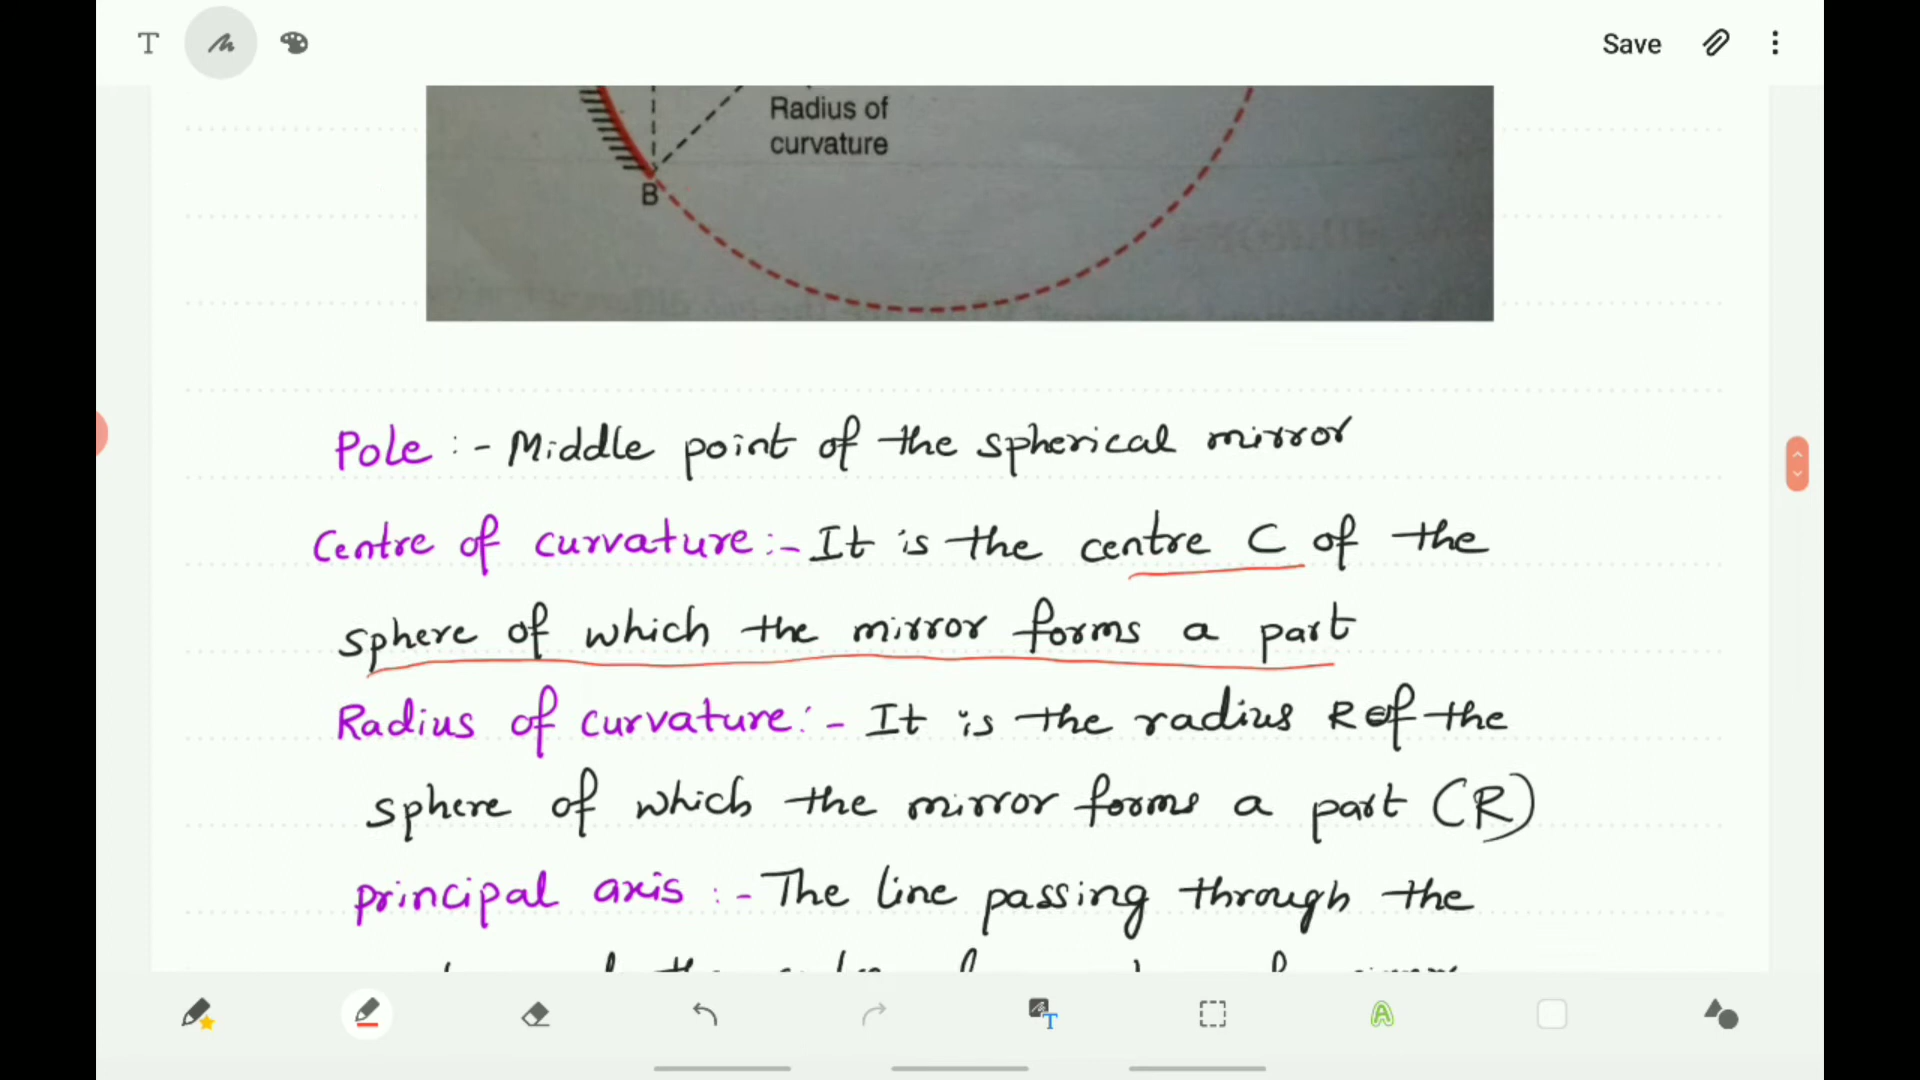 T
Save
Radius of
curvature
B
Pole :- Middle point of the spherical mirror
Centre of curvature:- It is the centre C of the
sphere of which the mirror forms a part
Radius of curvature:- It is the radius R of the
sphere of which the mirror forms a part (R)
principal axis :- The line passing through the